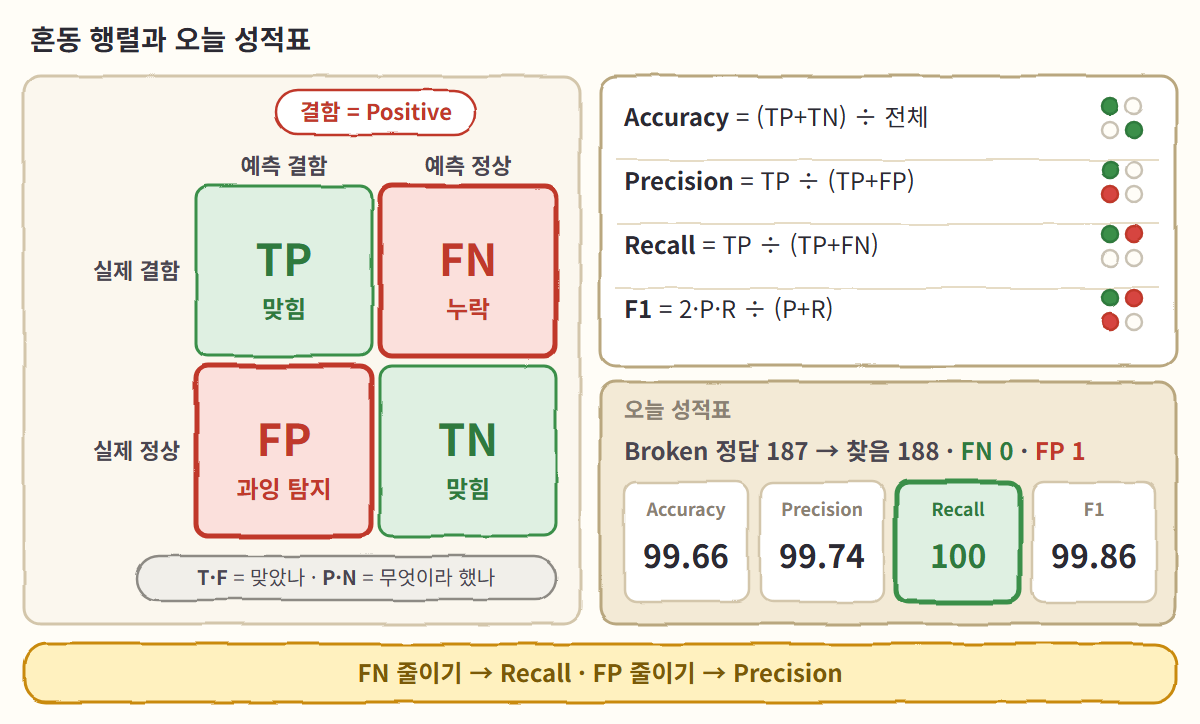 혼동 행렬과 오늘 성적표
결함 = Positive
예측 결함 예측 정상
실제 결함
TP
맞힘
FN
누락
실제 정상
FP
과잉 탐지
TN
맞힘
T·F = 맞았나 · P·N = 무엇이라 했나
Accuracy = (TP+TN) ÷ 전체
Precision = TP ÷ (TP+FP)
Recall = TP ÷ (TP+FN)
F1 = 2·P·R ÷ (P+R)
오늘 성적표
Broken 정답 187 → 찾음 188 · FN 0 · FP 1
Accuracy
99.66
Precision
99.74
Recall
100
F1
99.86
FN 줄이기 → Recall · FP 줄이기 → Precision